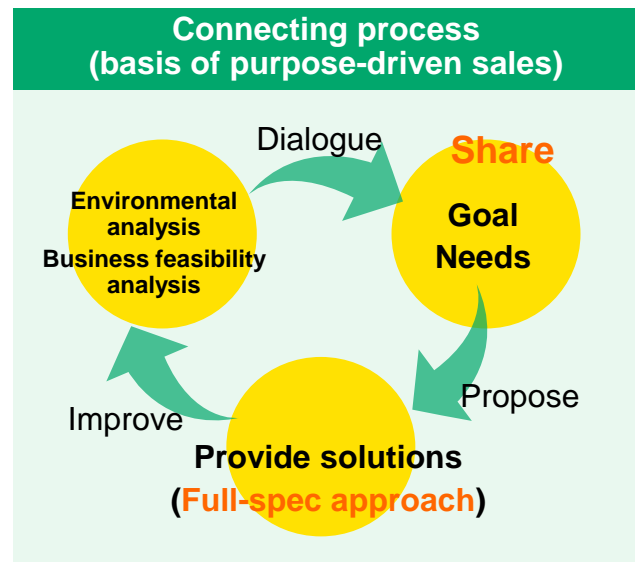 Connecting process
(basis of purpose-driven sales)
Dialogue
Share
Environmental
analysis
Business feasibility
analysis
Goal
Needs
Improve
Propose
Provide solutions
(Full-spec approach)